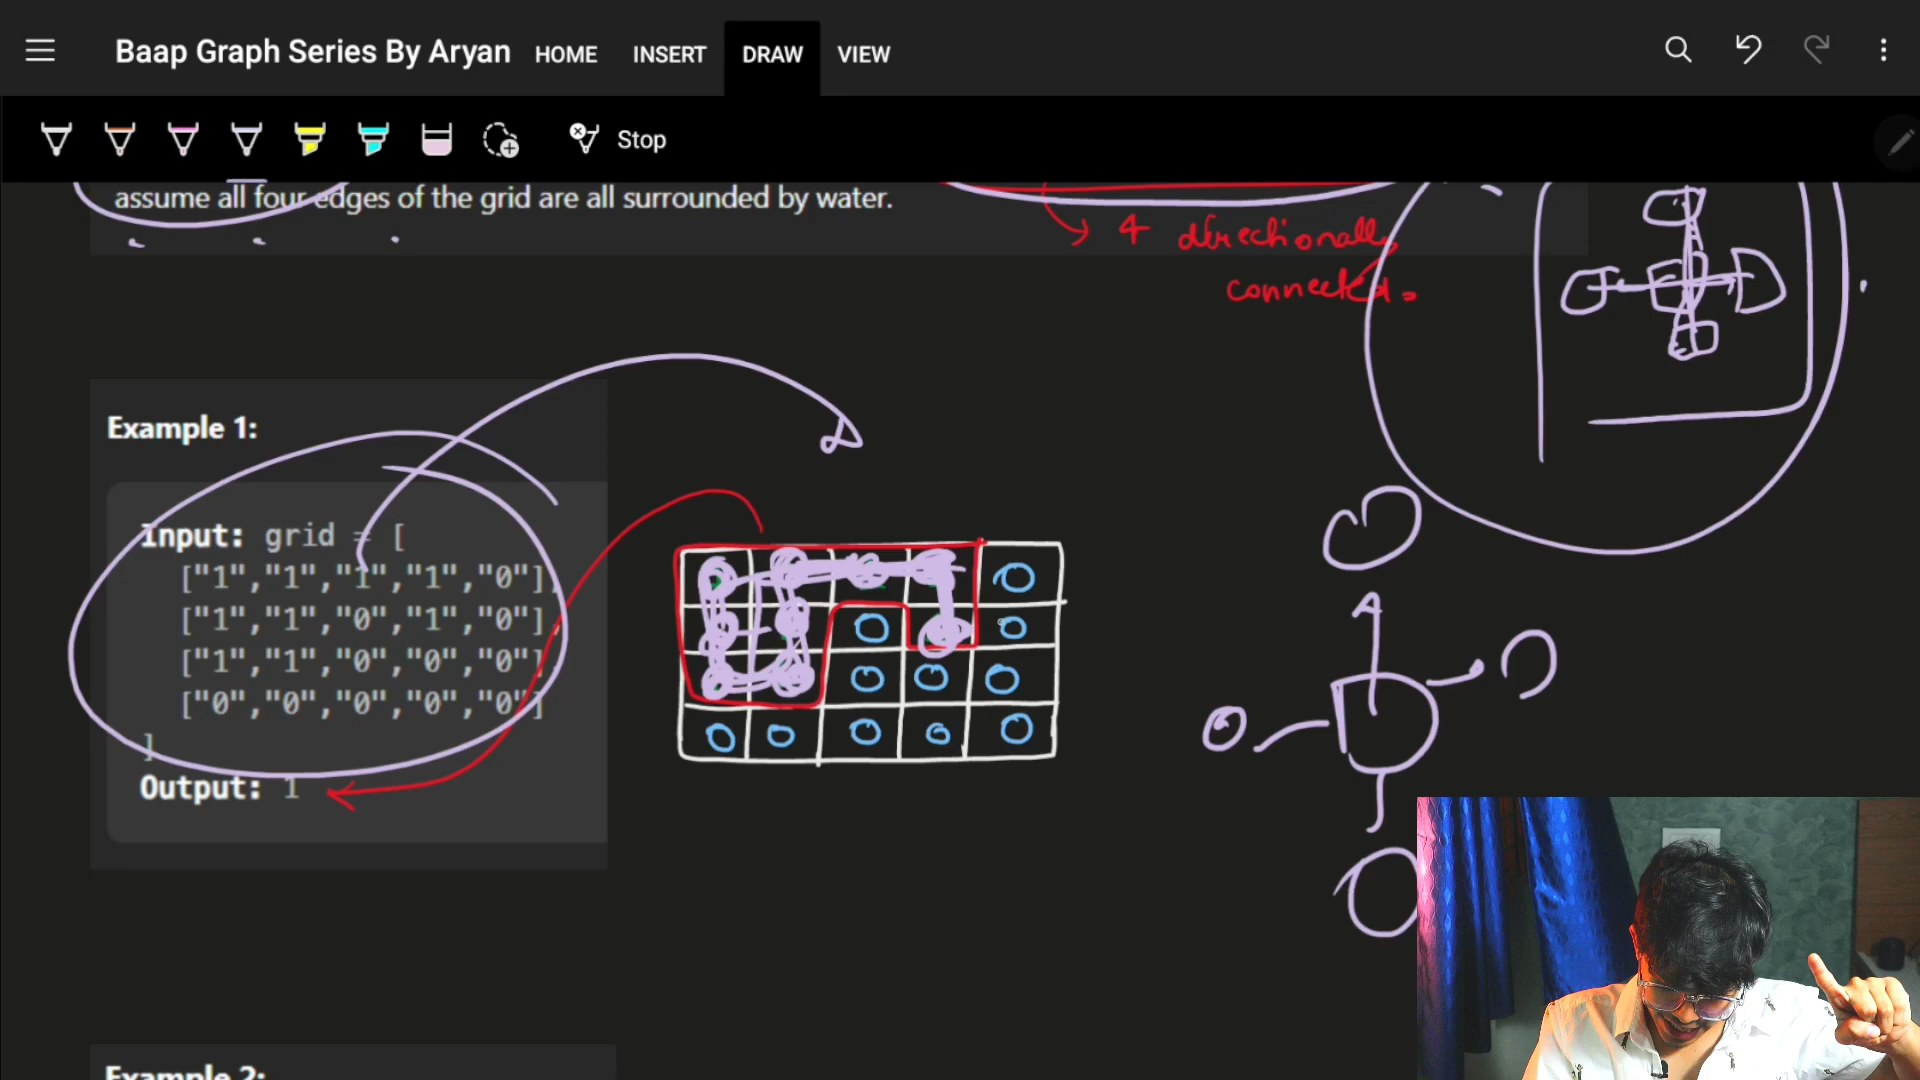 Baap Graph Series By Aryan HOME INSERT DRAW VIEW
Stop
assume all four edges of the grid are all surrounded by water.
4 directionally
connected.
Example 1:
Input: grid = [
["1","1","1","1","0"],
["1","1","0","1","0"],
["1","1","0","0","0"],
["0","0","0","0","0"]
]
Output: 1
Example 2: